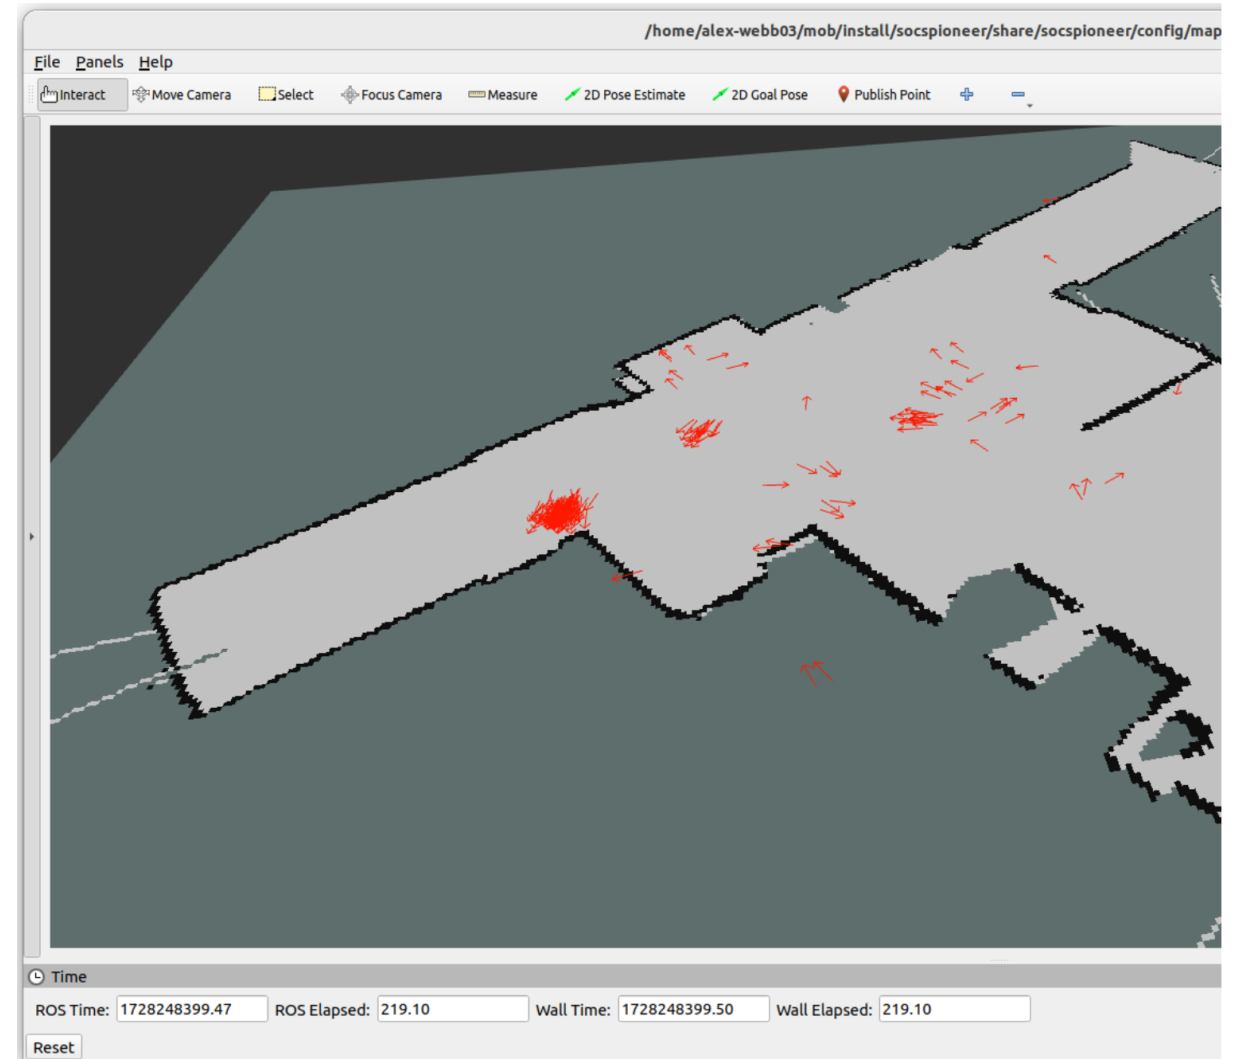 /home/alex-webb03/mob/install/socspioneer/share/socspioneer/config/map
File Panels Help
Interact Move Camera Select Focus Camera Measure 2D Pose Estimate 2D Goal Pose Publish Point
Time
ROS Time: 1728248399.47 ROS Elapsed: 219.10 Wall Time: 1728248399.50 Wall Elapsed: 219.10
Reset